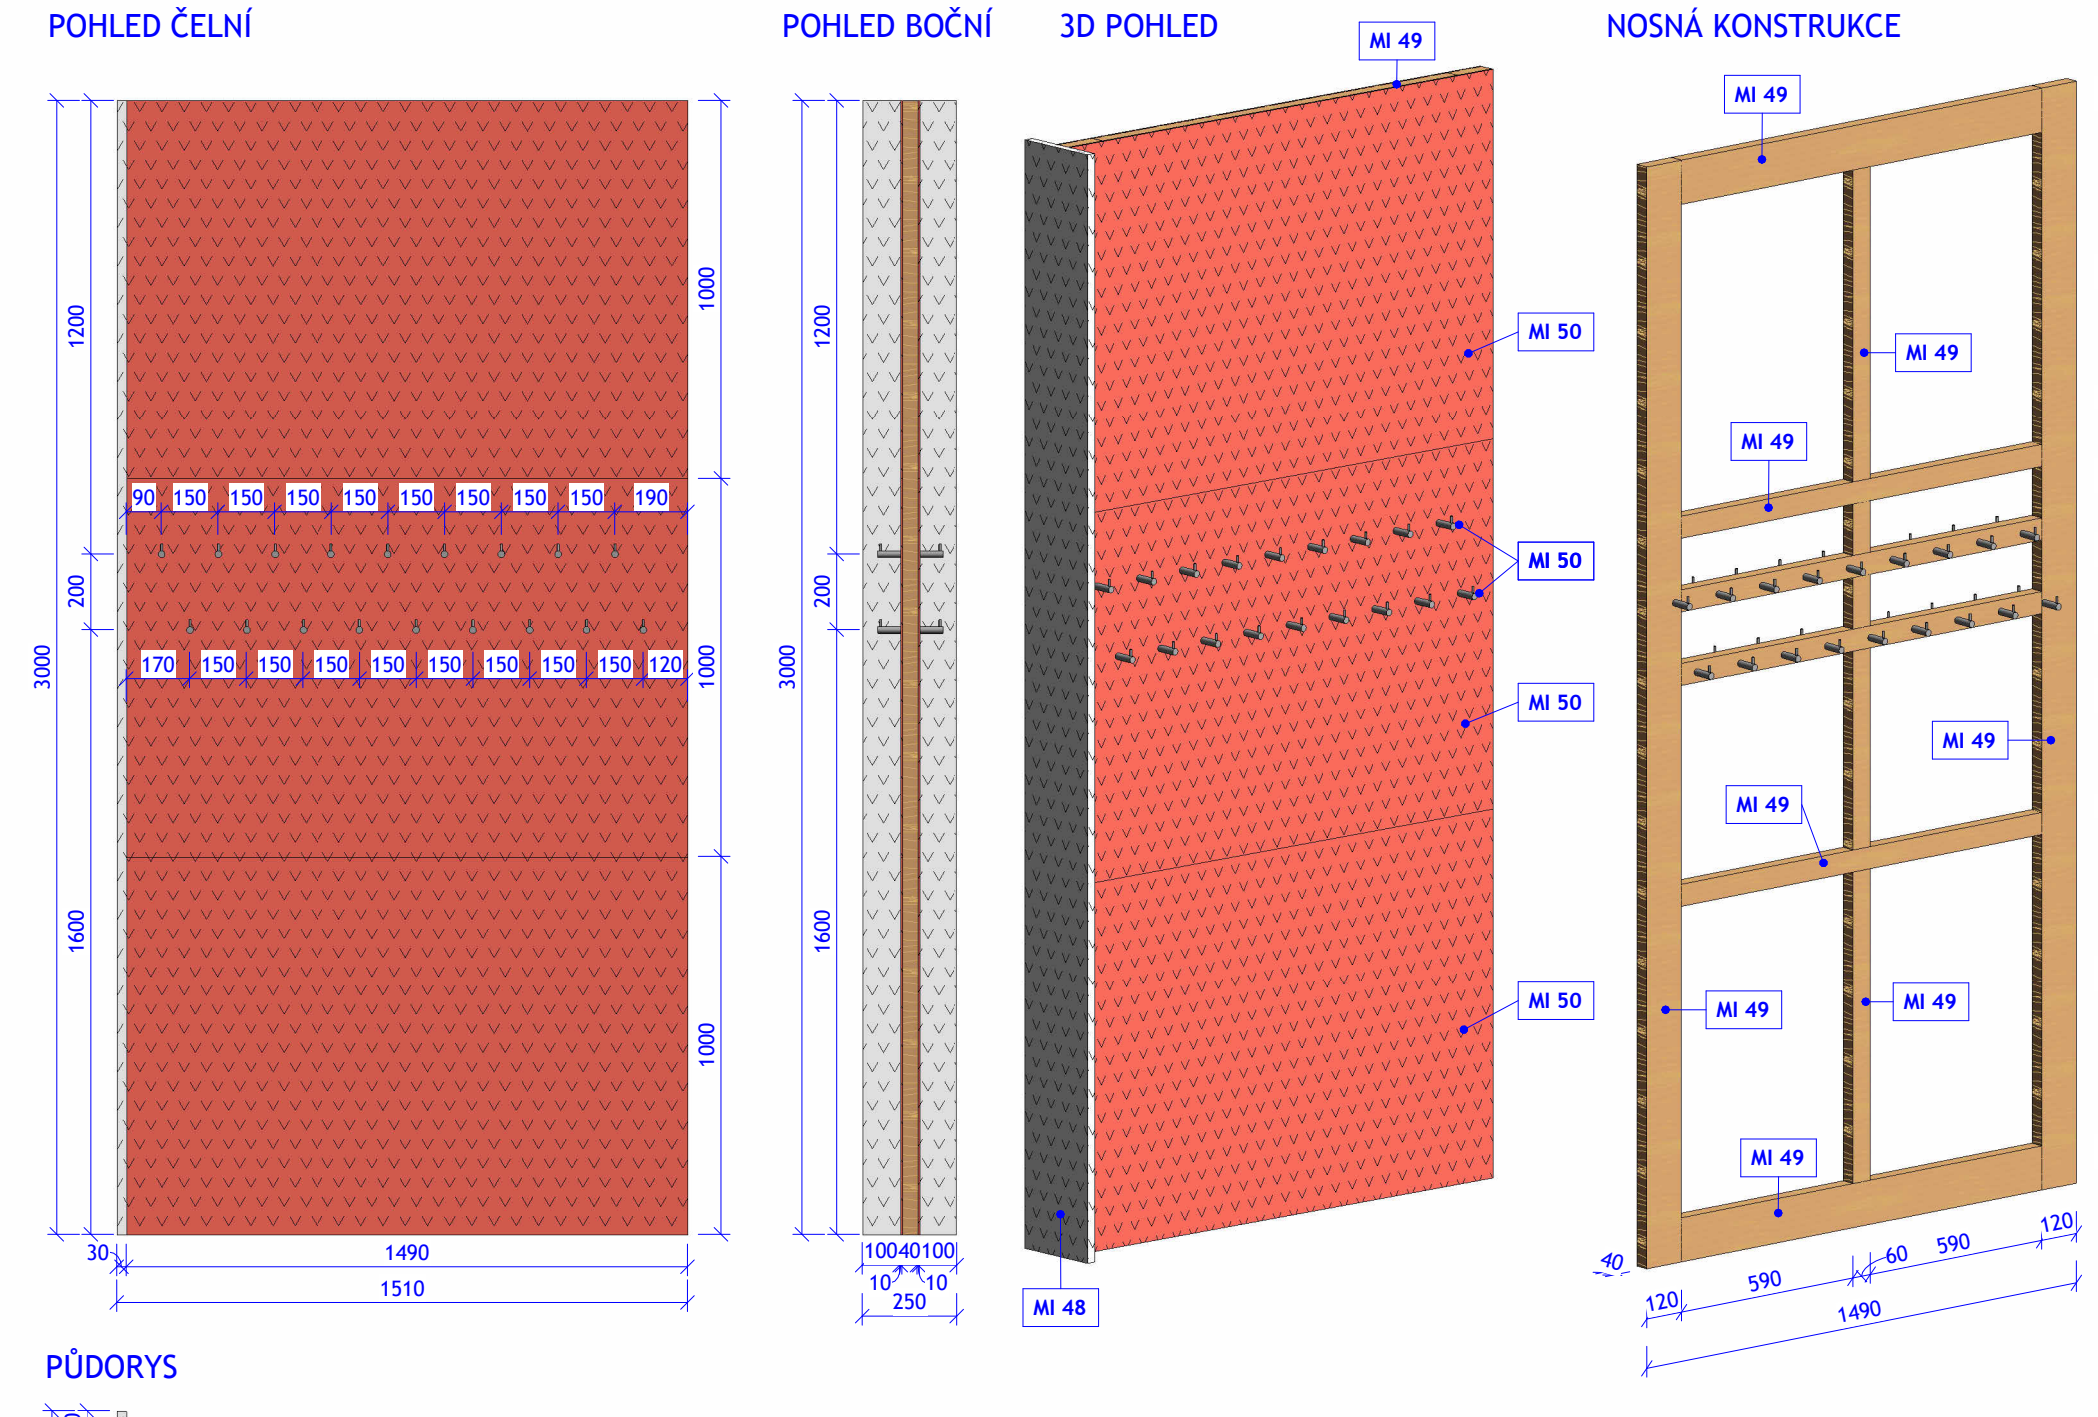 POHLED ČELNÍ
3000
1200
200
1600
90 150 150 150 150 150 150 150 150 190
170 150 150 150 150 150 150 150 150 120
1000
1000
1000
30 1490
1510
POHLED BOČNÍ
3000
1200
200
1600
100 40 100
10 10
250
3D POHLED
MI 49
MI 50
MI 50
MI 50
MI 50
MI 48
NOSNÁ KONSTRUKCE
MI 49
MI 49
MI 49
MI 49
MI 49
MI 49
MI 49
MI 49
40
120 590 60 590 120
1490
PŮDORYS